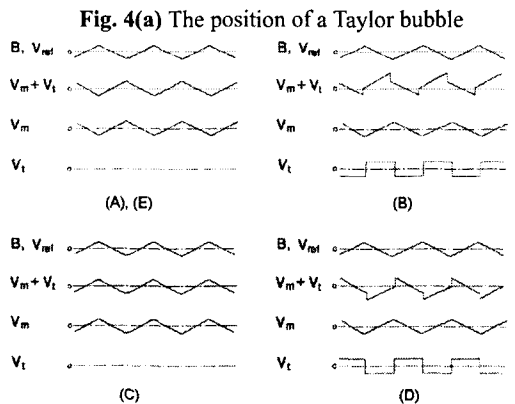 Fig. 4(a) The position of a Taylor bubble
B, Vref
Vm + Vt
Vm
Vt
(A), (E)
B, Vref
Vm + Vt
Vm
Vt
(B)
B, Vref
Vm + Vt
Vm
Vt
(C)
B, Vref
Vm + Vt
Vm
Vt
(D)